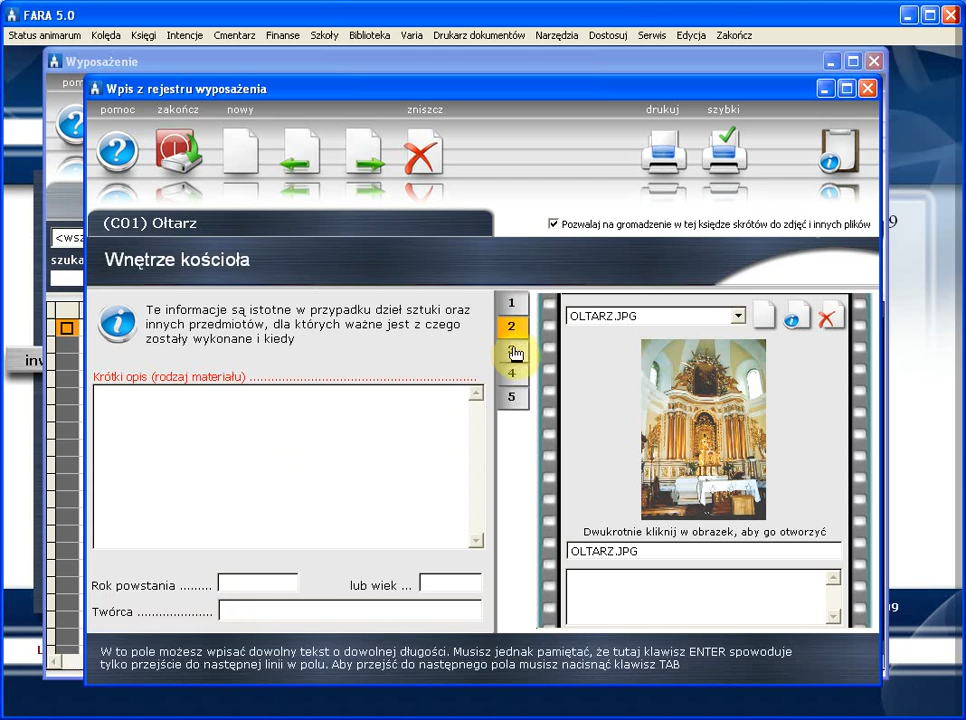 FARA 5.0
Status animarum Kolęda Księgi Intencje Cmentarz Finanse Szkoły Biblioteka Varia Drukarz dokumentów Narzędzia Dostosuj Serwis Edycja Zakończ
Wyposażenie
Wpis z rejestru wyposażenia
pomoc zakończ nowy zniszcz drukuj szybki
(C01) Ołtarz
Pozwalaj na gromadzenie w tej księdze skrótów do zdjęć i innych plików
Wnętrze kościoła
Te informacje są istotne w przypadku dzieł sztuki oraz
innych przedmiotów, dla których ważne jest z czego
zostały wykonane i kiedy
Krótki opis (rodzaj materiału)
1
2
3
4
5
OLTARZ.JPG
Dwukrotnie kliknij w obrazek, aby go otworzyć
OLTARZ.JPG
Rok powstania ......... lub wiek ...
Twórca
W to pole możesz wpisać dowolny tekst o dowolnej długości. Musisz jednak pamiętać, że tutaj klawisz ENTER spowoduje
tylko przejście do następnej linii w polu. Aby przejść do następnego pola musisz nacisnąć klawisz TAB